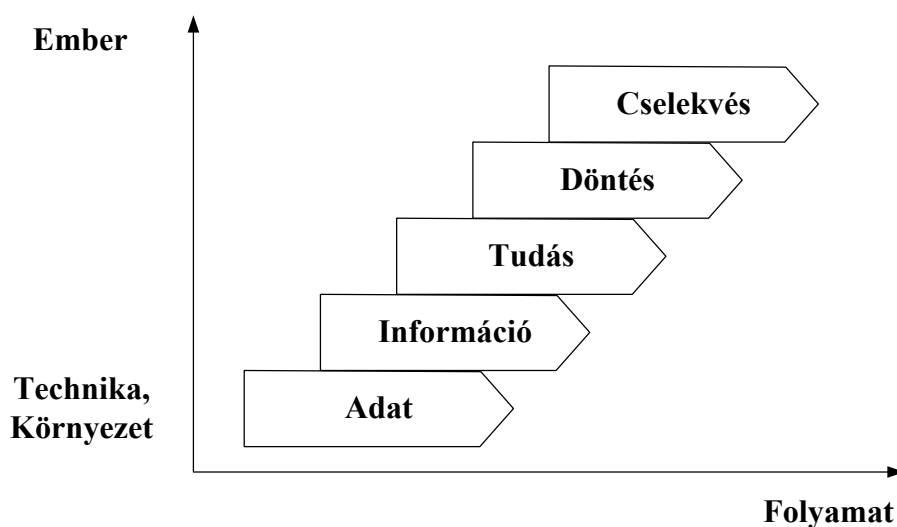 Ember
Cselekvés
Döntés
Tudás
Információ
Technika,
Környezet
Adat
Folyamat